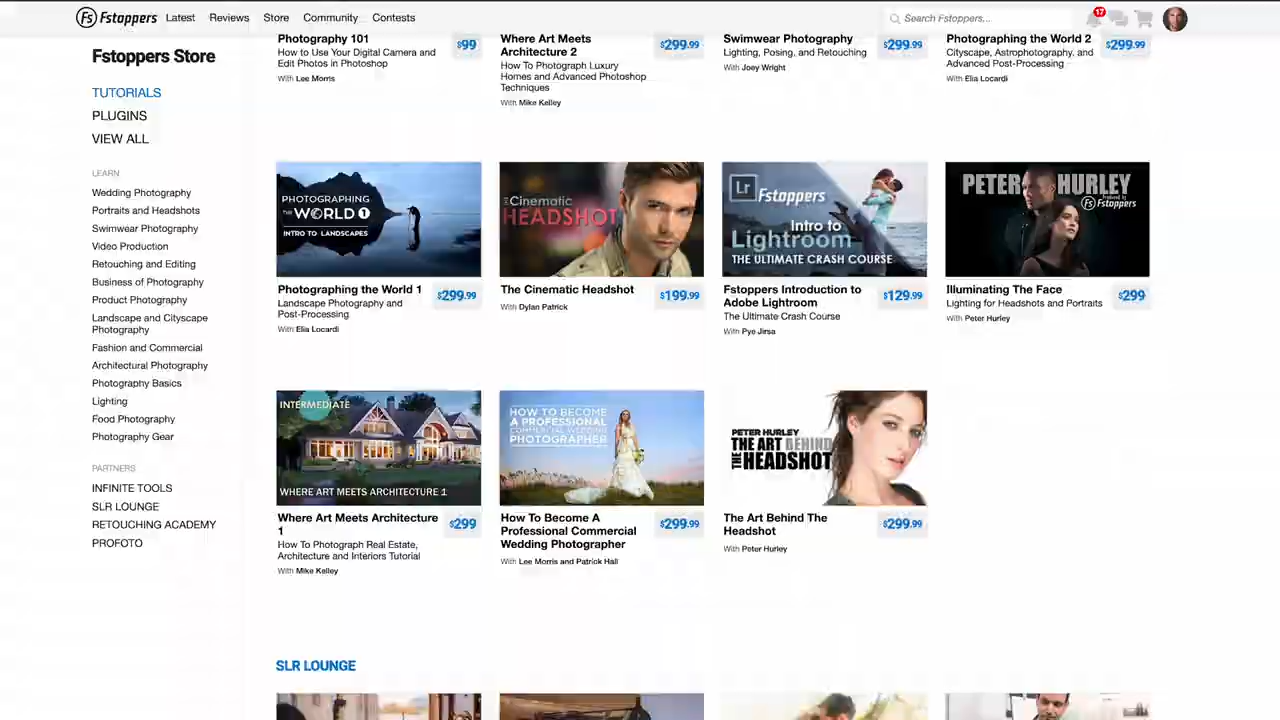 Fstoppers Latest Reviews Store Community Contests Search Fstoppers... 17
Fstoppers Store
TUTORIALS
PLUGINS
VIEW ALL
LEARN
Wedding Photography
Portraits and Headshots
Swimwear Photography
Video Production
Retouching and Editing
Business of Photography
Product Photography
Landscape and Cityscape
Photography
Fashion and Commercial
Architectural Photography
Photography Basics
Lighting
Food Photography
Photography Gear
PARTNERS
INFINITE TOOLS
SLR LOUNGE
RETOUCHING ACADEMY
PROFOTO
Photography 101
$99
How to Use Your Digital Camera and
Edit Photos in Photoshop
With Lee Morris
Where Art Meets
Architecture 2
$299.99
How To Photograph Luxury
Homes and Advanced Photoshop
Techniques
With Mike Kelley
Swimwear Photography
$299.99
Lighting, Posing, and Retouching
With Joey Wright
Photographing the World 2
$299.99
Cityscape, Astrophotography, and
Advanced Post-Processing
With Elia Locardi
PHOTOGRAPHING
THE WORLD 1
INTRO TO LANDSCAPES
Photographing the World 1
$299.99
Landscape Photography and
Post-Processing
With Elia Locardi
THE Cinematic
HEADSHOT
The Cinematic Headshot
$199.99
With Dylan Patrick
Lr Fstoppers
Intro to
Lightroom
THE ULTIMATE CRASH COURSE
Fstoppers Introduction to
Adobe Lightroom
$129.99
The Ultimate Crash Course
With Pye Jirsa
PETER HURLEY
Produced by
Fstoppers
Illuminating The Face
$299
Lighting for Headshots and Portraits
With Peter Hurley
INTERMEDIATE
WHERE ART MEETS ARCHITECTURE 1
Where Art Meets Architecture
1
$299
How To Photograph Real Estate,
Architecture and Interiors Tutorial
With Mike Kelley
HOW TO BECOME
A PROFESSIONAL
COMMERCIAL WEDDING
PHOTOGRAPHER
How To Become A
Professional Commercial
Wedding Photographer
$299.99
With Lee Morris and Patrick Hall
PETER HURLEY
THE ART BEHIND
THE HEADSHOT
The Art Behind The
Headshot
$299.99
With Peter Hurley
SLR LOUNGE